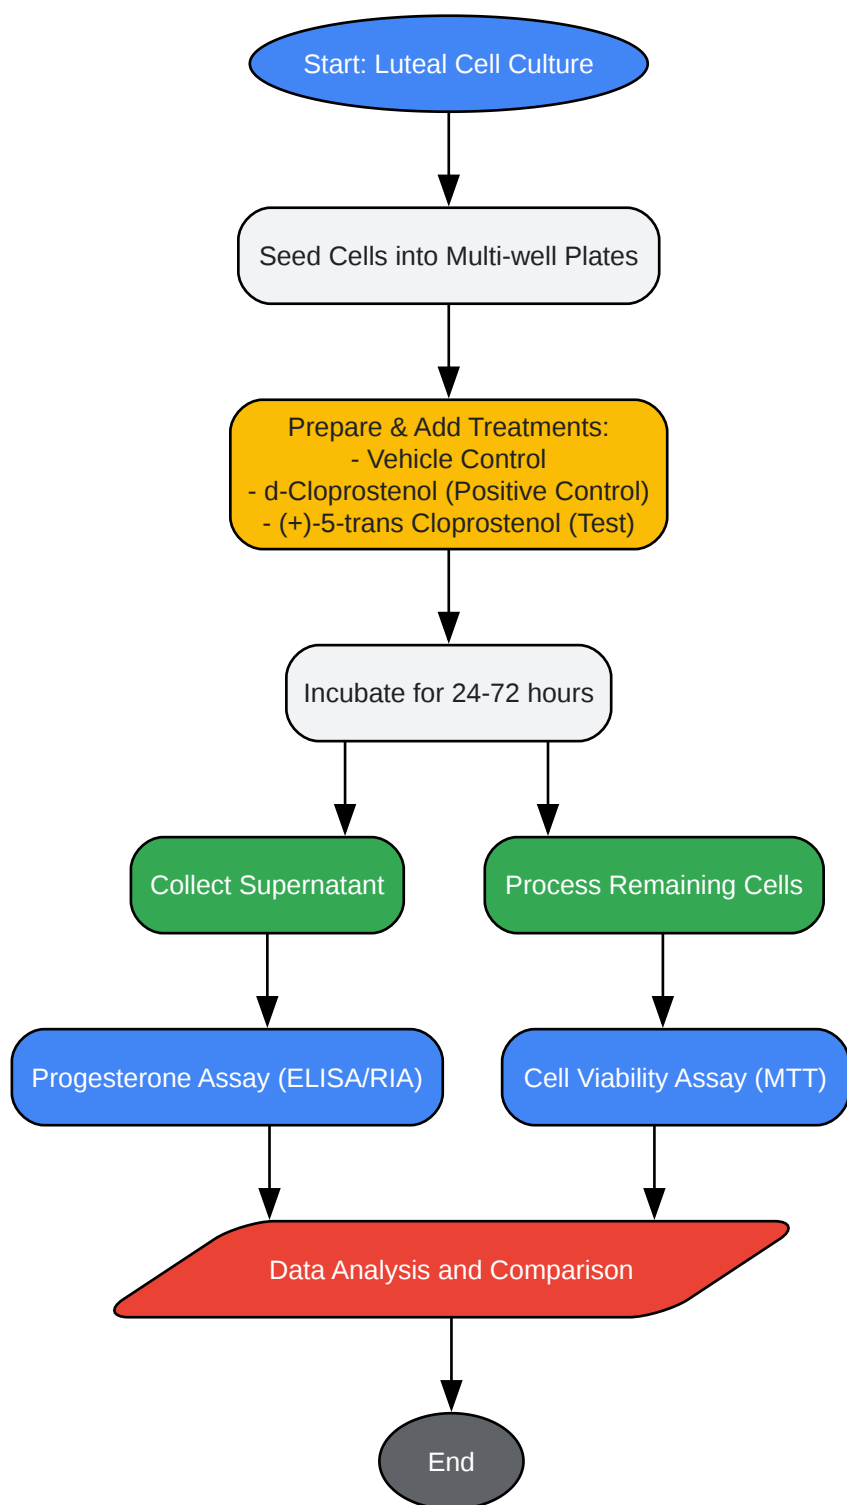 Start: Luteal Cell Culture
Seed Cells into Multi-well Plates
Prepare & Add Treatments:
- Vehicle Control
- d-Cloprostenol (Positive Control)
- (+)-5-trans Cloprostenol (Test)
Incubate for 24-72 hours
Collect Supernatant
Process Remaining Cells
Progesterone Assay (ELISA/RIA)
Cell Viability Assay (MTT)
Data Analysis and Comparison
End